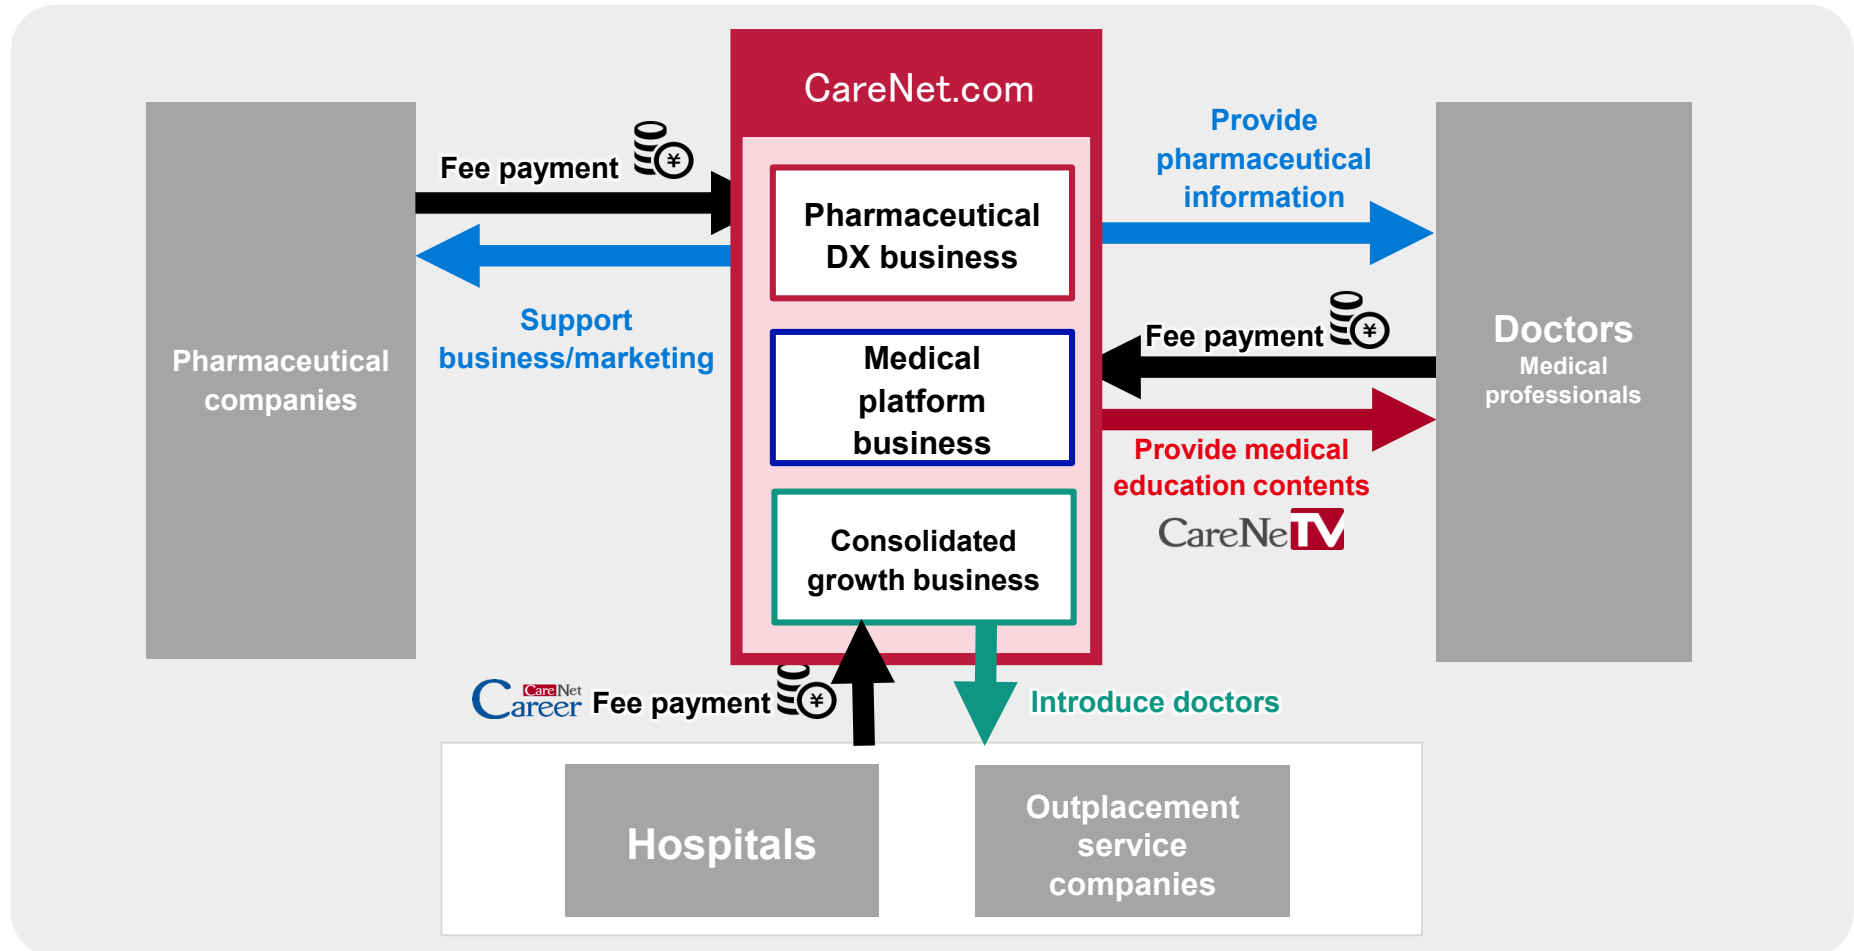 CareNet.com
Pharmaceutical
companies
Fee payment
¥
Support
business/marketing
Pharmaceutical
DX business
Medical
platform
business
Consolidated
growth business
Provide
pharmaceutical
information
Fee payment
¥
Provide medical
education contents
CareNeTV
Doctors
Medical
professionals
CareNet
Career
Fee payment
¥
Introduce doctors
Hospitals
Outplacement
service
companies